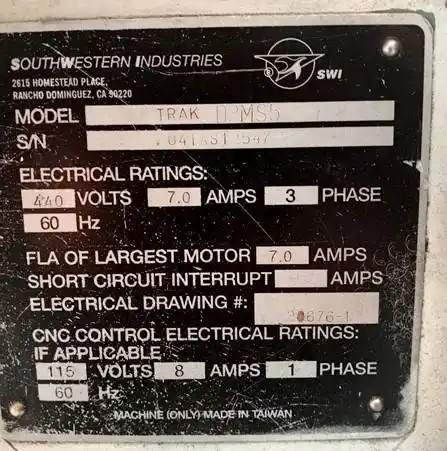 SOUTHWESTERN INDUSTRIES
2615 HOMESTEAD PLACE,
RANCHO DOMINGUEZ, CA 90220
SWI
MODEL TRAK DPMS5
S/N
ELECTRICAL RATINGS:
440 VOLTS 7.0 AMPS 3 PHASE
60 Hz
FLA OF LARGEST MOTOR 7.0 AMPS
SHORT CIRCUIT INTERRUPT AMPS
ELECTRICAL DRAWING #:
CNC CONTROL ELECTRICAL RATINGS:
IF APPLICABLE
115 VOLTS 8 AMPS 1 PHASE
60 Hz
MACHINE (ONLY) MADE IN TAIWAN